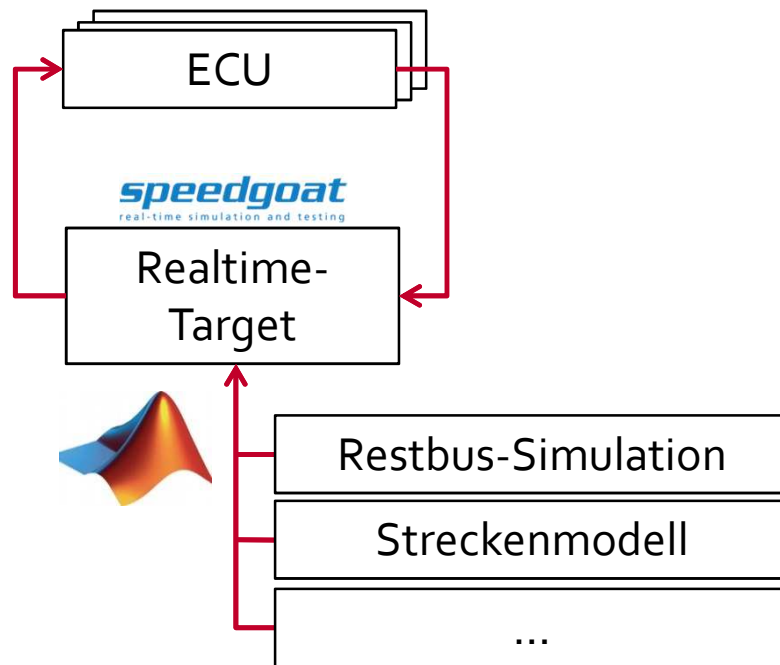 ECU
speedgoat
real-time simulation and testing
Realtime-
Target
Restbus-Simulation
Streckenmodell
...